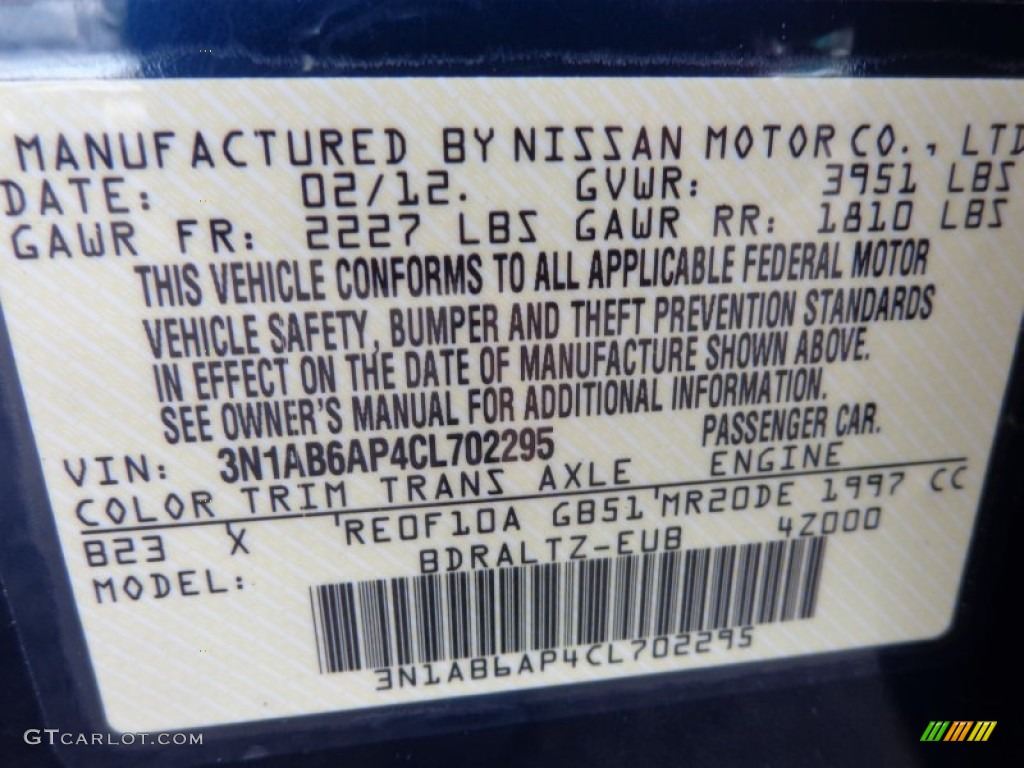 MANUFACTURED BY NISSAN MOTOR CO., LTD
DATE: 02/12. GVWR: 3951 LBS
GAWR FR: 2227 LBS GAWR RR: 1810 LBS
THIS VEHICLE CONFORMS TO ALL APPLICABLE FEDERAL MOTOR
VEHICLE SAFETY, BUMPER AND THEFT PREVENTION STANDARDS
IN EFFECT ON THE DATE OF MANUFACTURE SHOWN ABOVE.
SEE OWNER'S MANUAL FOR ADDITIONAL INFORMATION.
VIN: 3N1AB6AP4CL702295 PASSENGER CAR.
COLOR TRIM TRANS AXLE ENGINE
B23 X 'RE0F10A GB51'MR20DE 1997 CC
MODEL: BDRALTZ-EUB 4Z000
3N1AB6AP4CL702295
GTCARLOT.COM